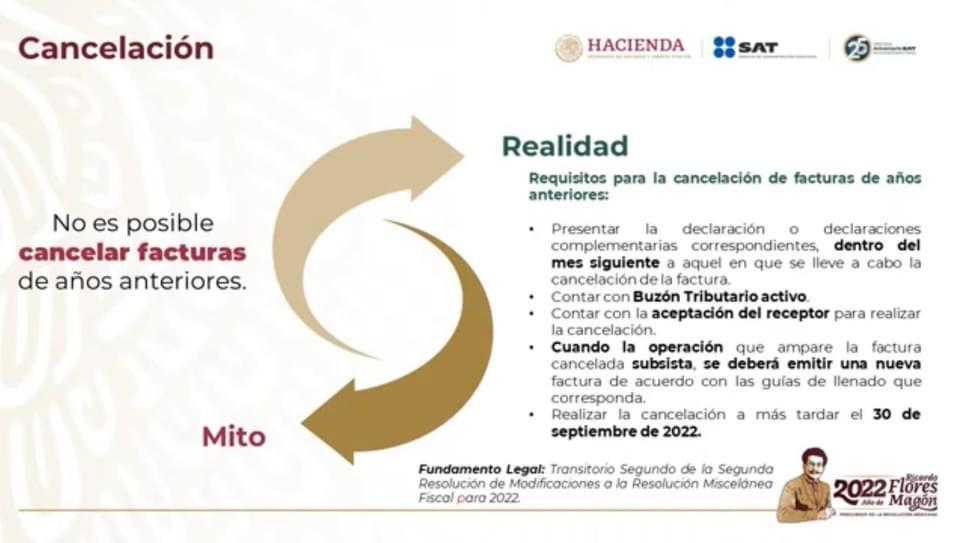 Cancelación
HACIENDA
SAT
No es posible
cancelar facturas
de años anteriores.
Mito
Realidad
Requisitos para la cancelación de facturas de años
anteriores:
• Presentar la declaración o declaraciones
complementarias correspondientes, dentro del
mes siguiente a aquel en que se lleve a cabo la
cancelación de la factura.
• Contar con Buzón Tributario activo.
• Contar con la aceptación del receptor para realizar
la cancelación.
• Cuando la operación que ampare la factura
cancelada subsista, se deberá emitir una nueva
factura de acuerdo con las guías de llenado que
corresponda.
• Realizar la cancelación a más tardar el 30 de
septiembre de 2022.
Fundamento Legal: Transitorio Segundo de la Segunda
Resolución de Modificaciones a la Resolución Miscelánea
Fiscal para 2022.
2022 Ricardo
Flores
Año de Magón
PRECURSOR DE LA REVOLUCIÓN MEXICANA